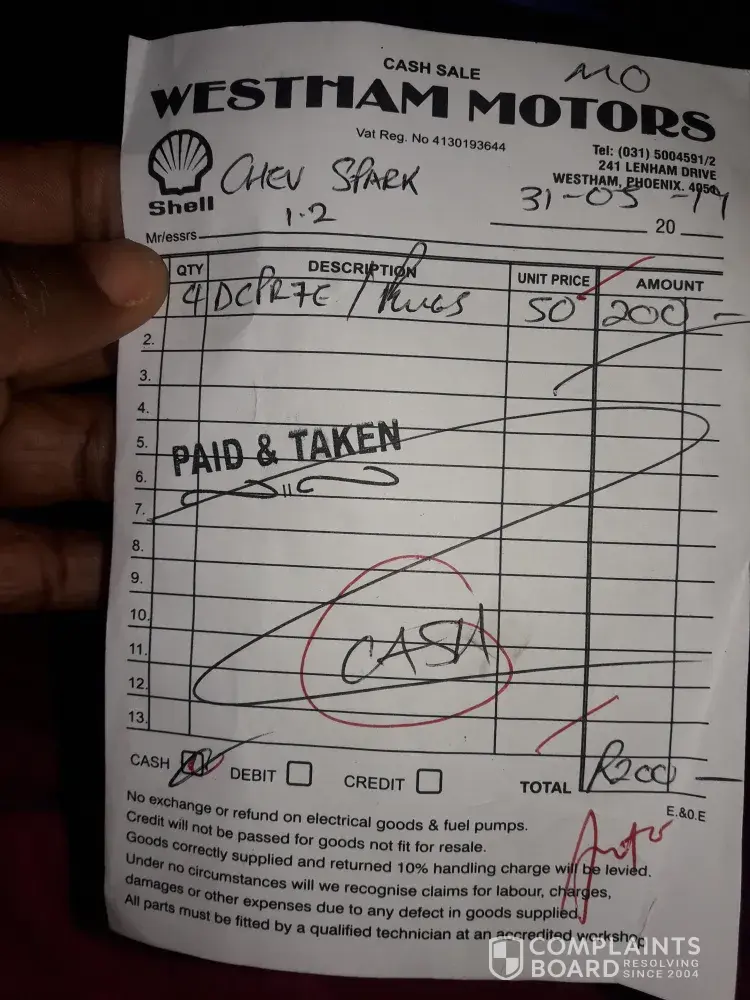 CASH SALE
MO
WESTHAM MOTORS
Vat Reg. No 4130193644
Tel: (031) 5004591/2
241 LENHAM DRIVE
WESTHAM, PHOENIX. 4050
Shell
CHEV SPARK
1.2
31-05-19
20
Mr/essrs
QTY DESCRIPTION UNIT PRICE AMOUNT
4 DCPR7E / PLUGS 50 200 -
2.
3.
4.
5.
PAID & TAKEN
6.
7.
8.
9.
10.
11.
CASH
12.
13.
CASH DEBIT CREDIT TOTAL R200 -
E.&O.E
No exchange or refund on electrical goods & fuel pumps.
Credit will not be passed for goods not fit for resale.
Goods correctly supplied and returned 10% handling charge will be levied.
Under no circumstances will we recognise claims for labour, charges,
damages or other expenses due to any defect in goods supplied.
All parts must be fitted by a qualified technician at an accredited workshop
COMPLAINTS
BOARD RESOLVING
SINCE 2004